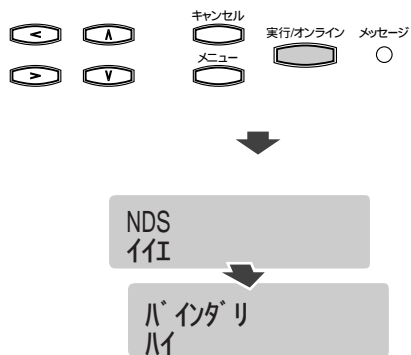 キャンセル
実行/オンライン メッセージ
< ∧
メニュー
> ∨
NDS
イイエ
バインダリ
ハイ